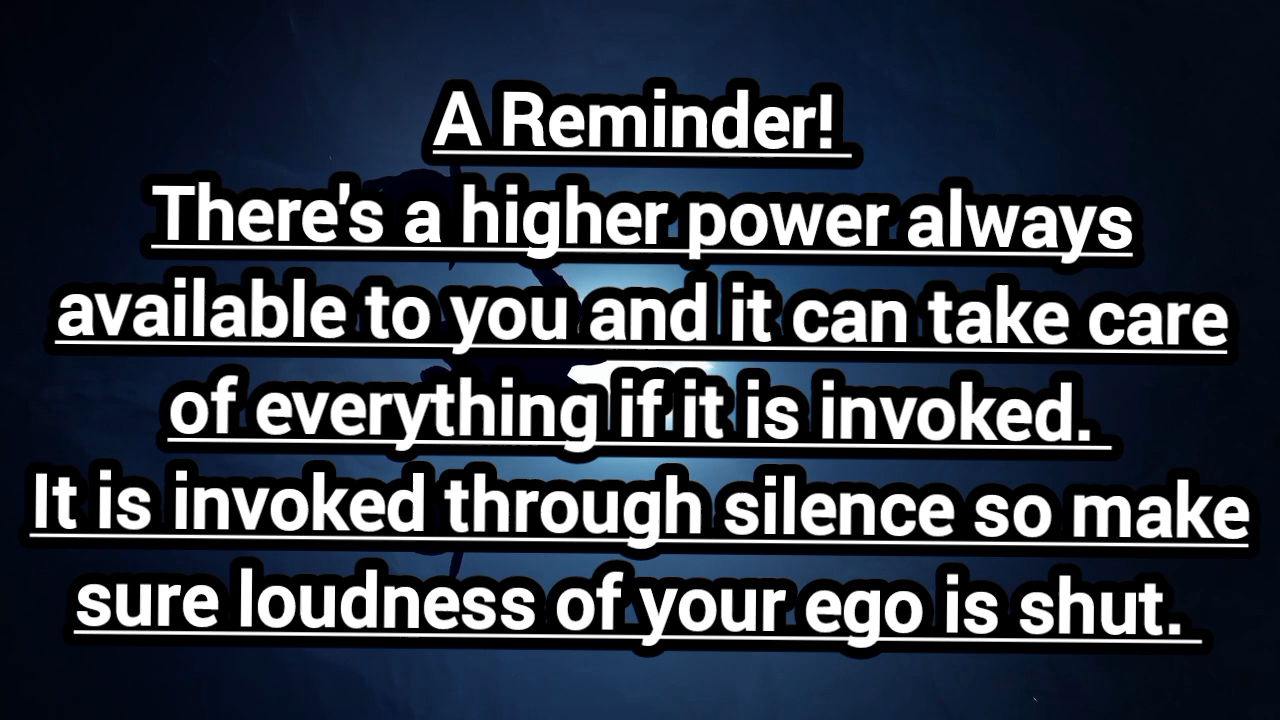 A Reminder!
There's a higher power always
available to you and it can take care
of everything if it is invoked.
It is invoked through silence so make
sure loudness of your ego is shut.